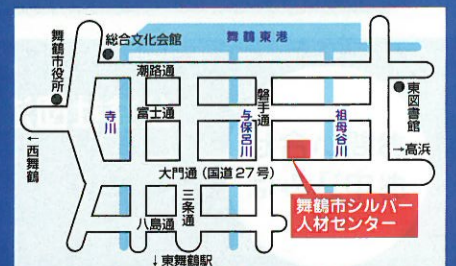 舞鶴東港
総合文化会館
舞鶴市役所
潮路通
東図書館
富士通
磐手通
寺川
与保呂川
祖母谷川
←西舞鶴
→高浜
大門通（国道27号）
三条通
八島通
舞鶴市シルバー
人材センター
↓東舞鶴駅